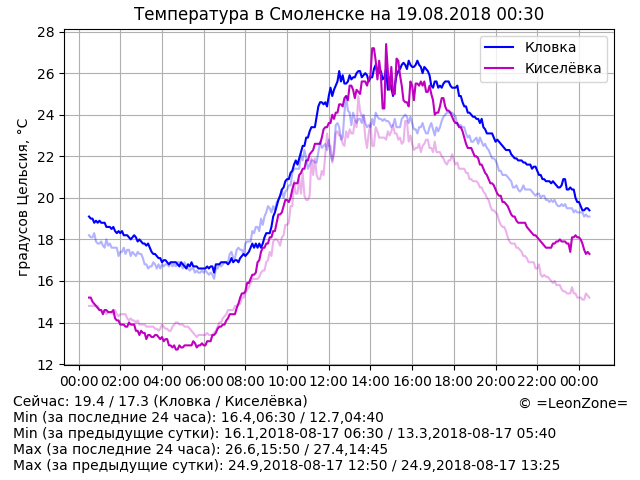 Температура в Смоленске на 19.08.2018 00:30
Кловка
Киселёвка
градусов Цельсия, °C
28
26
24
22
20
18
16
14
12
00:00 02:00 04:00 06:00 08:00 10:00 12:00 14:00 16:00 18:00 20:00 22:00 00:00
Сейчас: 19.4 / 17.3 (Кловка / Киселёвка)
© =LeonZone=
Min (за последние 24 часа): 16.4,06:30 / 12.7,04:40
Min (за предыдущие сутки): 16.1,2018-08-17 06:30 / 13.3,2018-08-17 05:40
Max (за последние 24 часа): 26.6,15:50 / 27.4,14:45
Max (за предыдущие сутки): 24.9,2018-08-17 12:50 / 24.9,2018-08-17 13:25